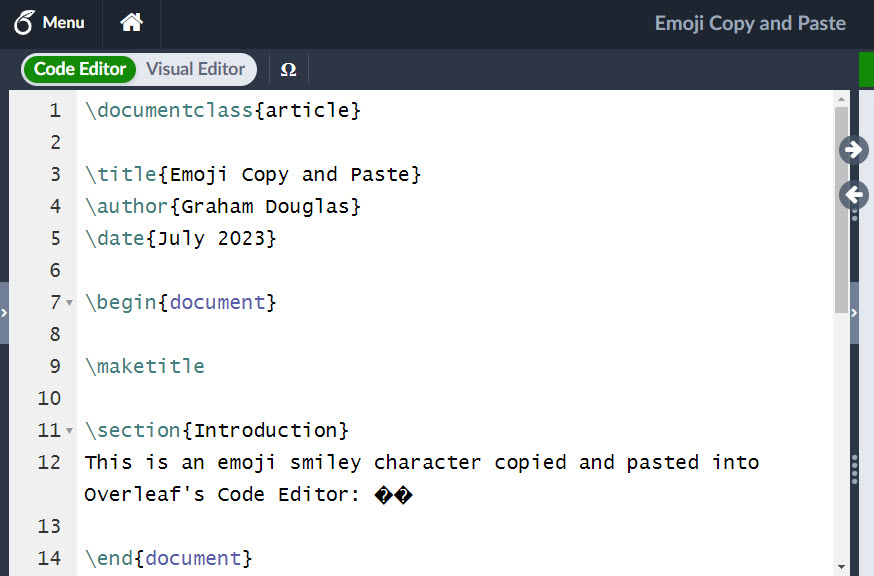 Menu
Emoji Copy and Paste
Code Editor Visual Editor Ω
1 \documentclass{article}
2
3 \title{Emoji Copy and Paste}
4 \author{Graham Douglas}
5 \date{July 2023}
6
7 \begin{document}
8
9 \maketitle
10
11 \section{Introduction}
12 This is an emoji smiley character copied and pasted into
Overleaf's Code Editor: ��
13
14 \end{document}